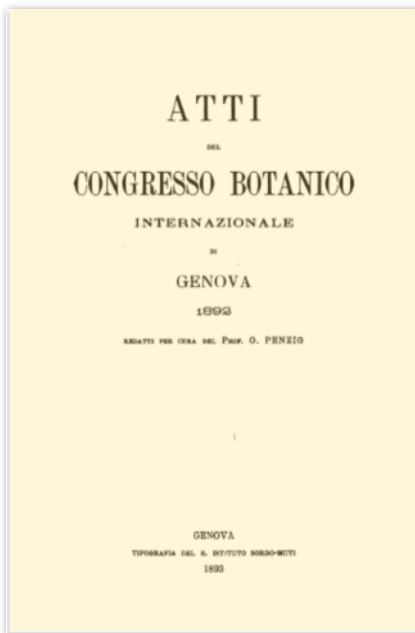 ATTI
DEL
CONGRESSO BOTANICO
INTERNAZIONALE
DI
GENOVA
1892
REDATTI PER CURA DEL PROF. O. PENZIG
GENOVA
TIPOGRAFIA DEL R. ISTITUTO SORDO-MUTI
1893